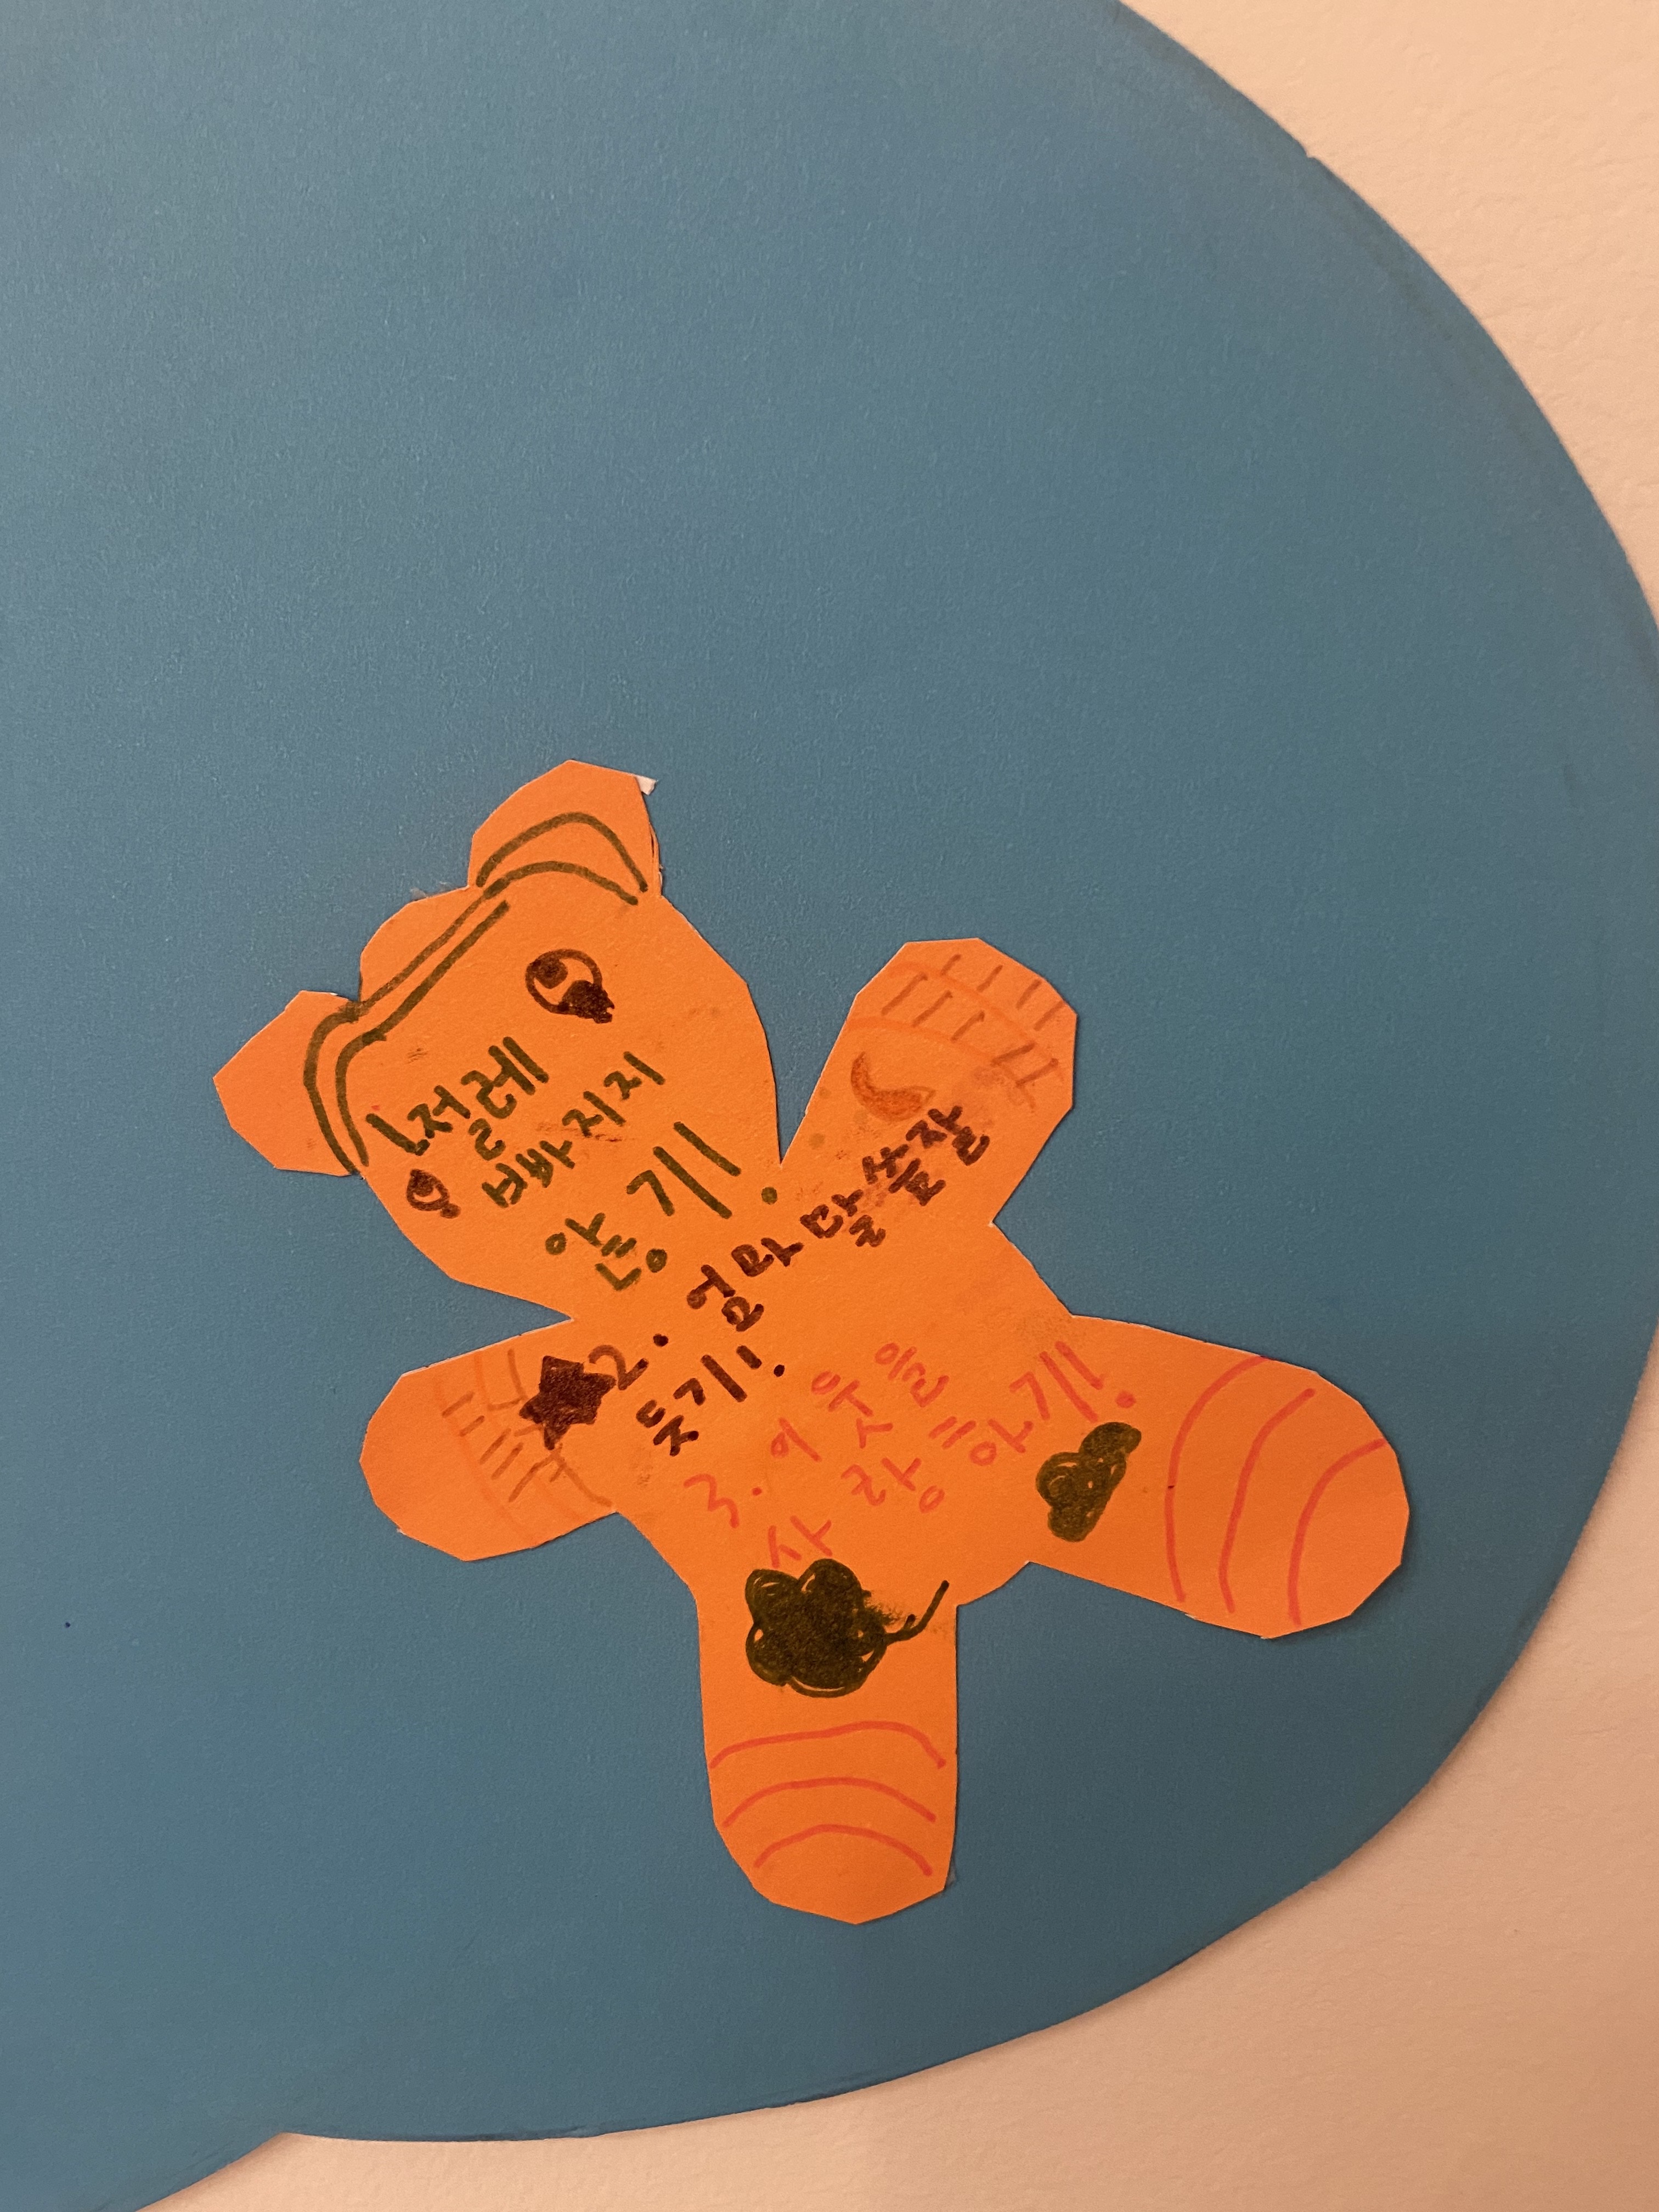 1 절레
빠지지
않기!
2. 엄마 말씀잘
듣기!
3. 이웃을
사랑하기!